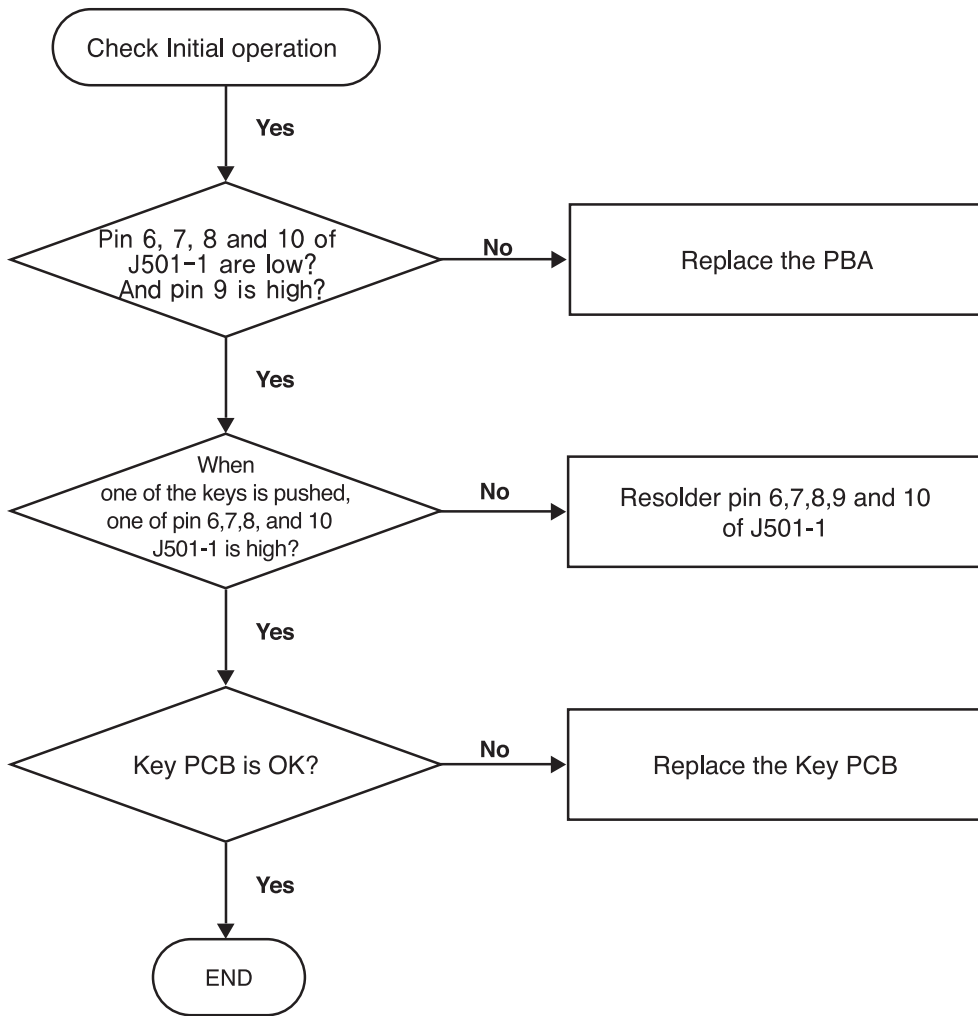 Check Initial operation
Yes
Pin 6, 7, 8 and 10 of
J501-1 are low?
And pin 9 is high?
No
Replace the PBA
Yes
When
one of the keys is pushed,
one of pin 6,7,8, and 10
J501-1 is high?
No
Resolder pin 6,7,8,9 and 10
of J501-1
Yes
Key PCB is OK?
No
Replace the Key PCB
Yes
END